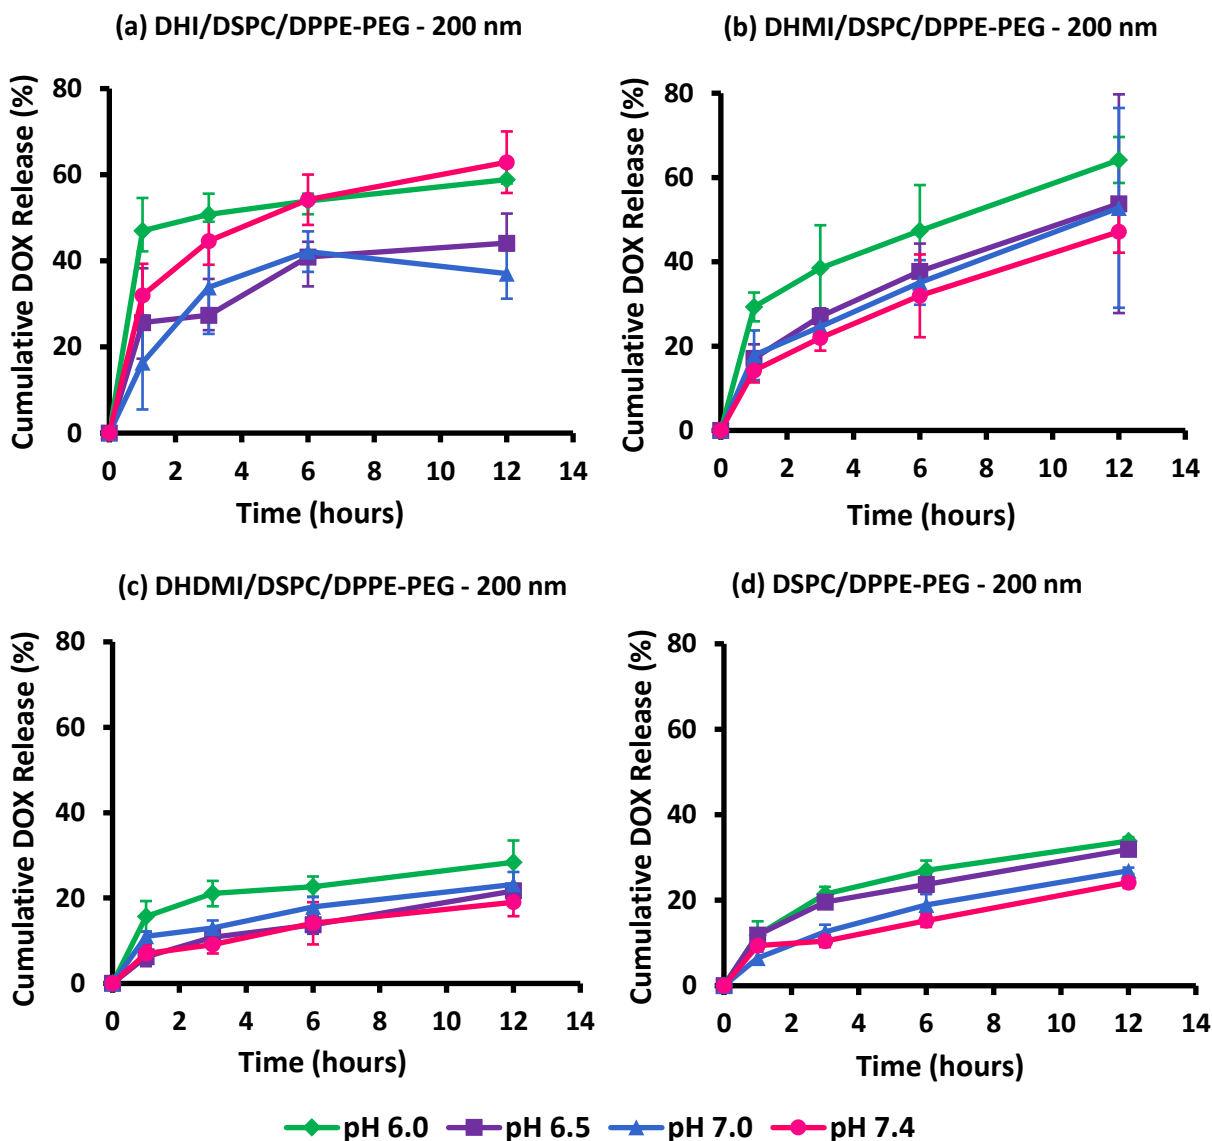 (a) DHI/DSPC/DPPE-PEG - 200 nm
Cumulative DOX Release (%)
80
60
40
20
0
0 2 4 6 8 10 12 14
Time (hours)
(b) DHMI/DSPC/DPPE-PEG - 200 nm
Cumulative DOX Release (%)
80
60
40
20
0
0 2 4 6 8 10 12 14
Time (hours)
(c) DHDMI/DSPC/DPPE-PEG - 200 nm
Cumulative DOX Release (%)
80
60
40
20
0
0 2 4 6 8 10 12 14
Time (hours)
(d) DSPC/DPPE-PEG - 200 nm
Cumulative DOX Release (%)
80
60
40
20
0
0 2 4 6 8 10 12 14
Time (hours)
pH 6.0 pH 6.5 pH 7.0 pH 7.4